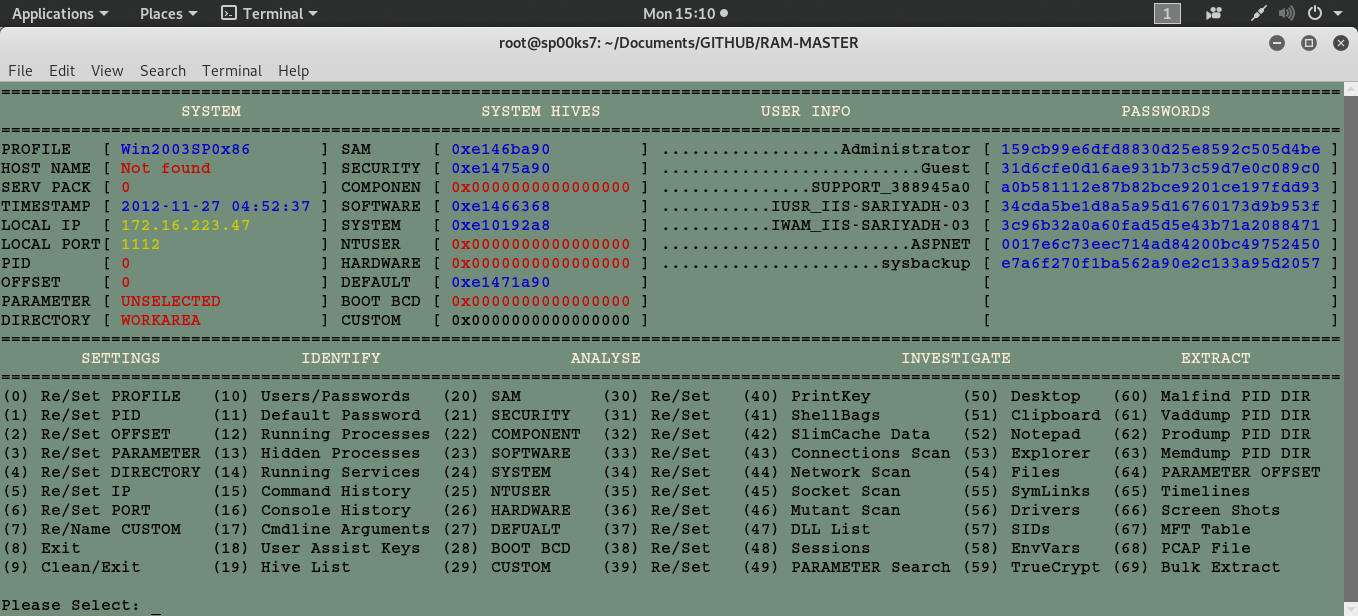 Applications Places Terminal Mon 15:10 1
root@sp00ks7: ~/Documents/GITHUB/RAM-MASTER
File Edit View Search Terminal Help
======================================================================================================================================
SYSTEM SYSTEM HIVES USER INFO PASSWORDS
======================================================================================================================================
PROFILE [ Win2003SP0x86 ] SAM [ 0xe146ba90 ] ..................Administrator [ 159cb99e6dfd8830d25e8592c505d4be ]
HOST NAME [ Not found ] SECURITY [ 0xe1475a90 ] ..........................Guest [ 31d6cfe0d16ae931b73c59d7e0c089c0 ]
SERV PACK [ 0 ] COMPONEN [ 0x0000000000000000 ] ...............SUPPORT_388945a0 [ a0b581112e87b82bce9201ce197fdd93 ]
TIMESTAMP [ 2012-11-27 04:52:37 ] SOFTWARE [ 0xe1466368 ] ...........IUSR_IIS-SARIYADH-03 [ 34cda5be1d8a5a95d16760173d9b953f ]
LOCAL IP [ 172.16.223.47 ] SYSTEM [ 0xe10192a8 ] ...........IWAM_IIS-SARIYADH-03 [ 3c96b32a0a60fad5d5e43b71a2088471 ]
LOCAL PORT[ 1112 ] NTUSER [ 0x0000000000000000 ] .........................ASPNET [ 0017e6c73eec714ad84200bc49752450 ]
PID [ 0 ] HARDWARE [ 0x0000000000000000 ] ......................sysbackup [ e7a6f270f1ba562a90e2c133a95d2057 ]
OFFSET [ 0 ] DEFAULT [ 0xe1471a90 ] [ ]
PARAMETER [ UNSELECTED ] BOOT BCD [ 0x0000000000000000 ] [ ]
DIRECTORY [ WORKAREA ] CUSTOM [ 0x0000000000000000 ] [ ]
======================================================================================================================================
SETTINGS IDENTIFY ANALYSE INVESTIGATE EXTRACT
======================================================================================================================================
(0) Re/Set PROFILE (10) Users/Passwords (20) SAM (30) Re/Set (40) PrintKey (50) Desktop (60) Malfind PID DIR
(1) Re/Set PID (11) Default Password (21) SECURITY (31) Re/Set (41) ShellBags (51) Clipboard (61) Vaddump PID DIR
(2) Re/Set OFFSET (12) Running Processes (22) COMPONENT (32) Re/Set (42) SlimCache Data (52) Notepad (62) Prodump PID DIR
(3) Re/Set PARAMETER (13) Hidden Processes (23) SOFTWARE (33) Re/Set (43) Connections Scan (53) Explorer (63) Memdump PID DIR
(4) Re/Set DIRECTORY (14) Running Services (24) SYSTEM (34) Re/Set (44) Network Scan (54) Files (64) PARAMETER OFFSET
(5) Re/Set IP (15) Command History (25) NTUSER (35) Re/Set (45) Socket Scan (55) SymLinks (65) Timelines
(6) Re/Set PORT (16) Console History (26) HARDWARE (36) Re/Set (46) Mutant Scan (56) Drivers (66) Screen Shots
(7) Re/Name CUSTOM (17) Cmdline Arguments (27) DEFUALT (37) Re/Set (47) DLL List (57) SIDs (67) MFT Table
(8) Exit (18) User Assist Keys (28) BOOT BCD (38) Re/Set (48) Sessions (58) EnvVars (68) PCAP File
(9) Clean/Exit (19) Hive List (29) CUSTOM (39) Re/Set (49) PARAMETER Search (59) TrueCrypt (69) Bulk Extract
Please Select: _